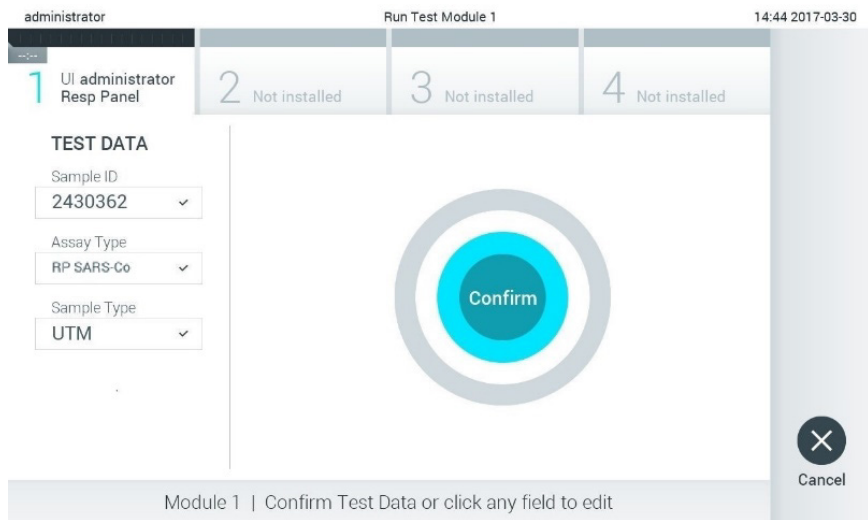 administrator Run Test Module 1 14:44 2017-03-30
--:--
1 UI administrator
Resp Panel
2 Not installed
3 Not installed
4 Not installed
TEST DATA
Sample ID
2430362
Assay Type
RP SARS-Co
Sample Type
UTM
Confirm
Cancel
Module 1 | Confirm Test Data or click any field to edit